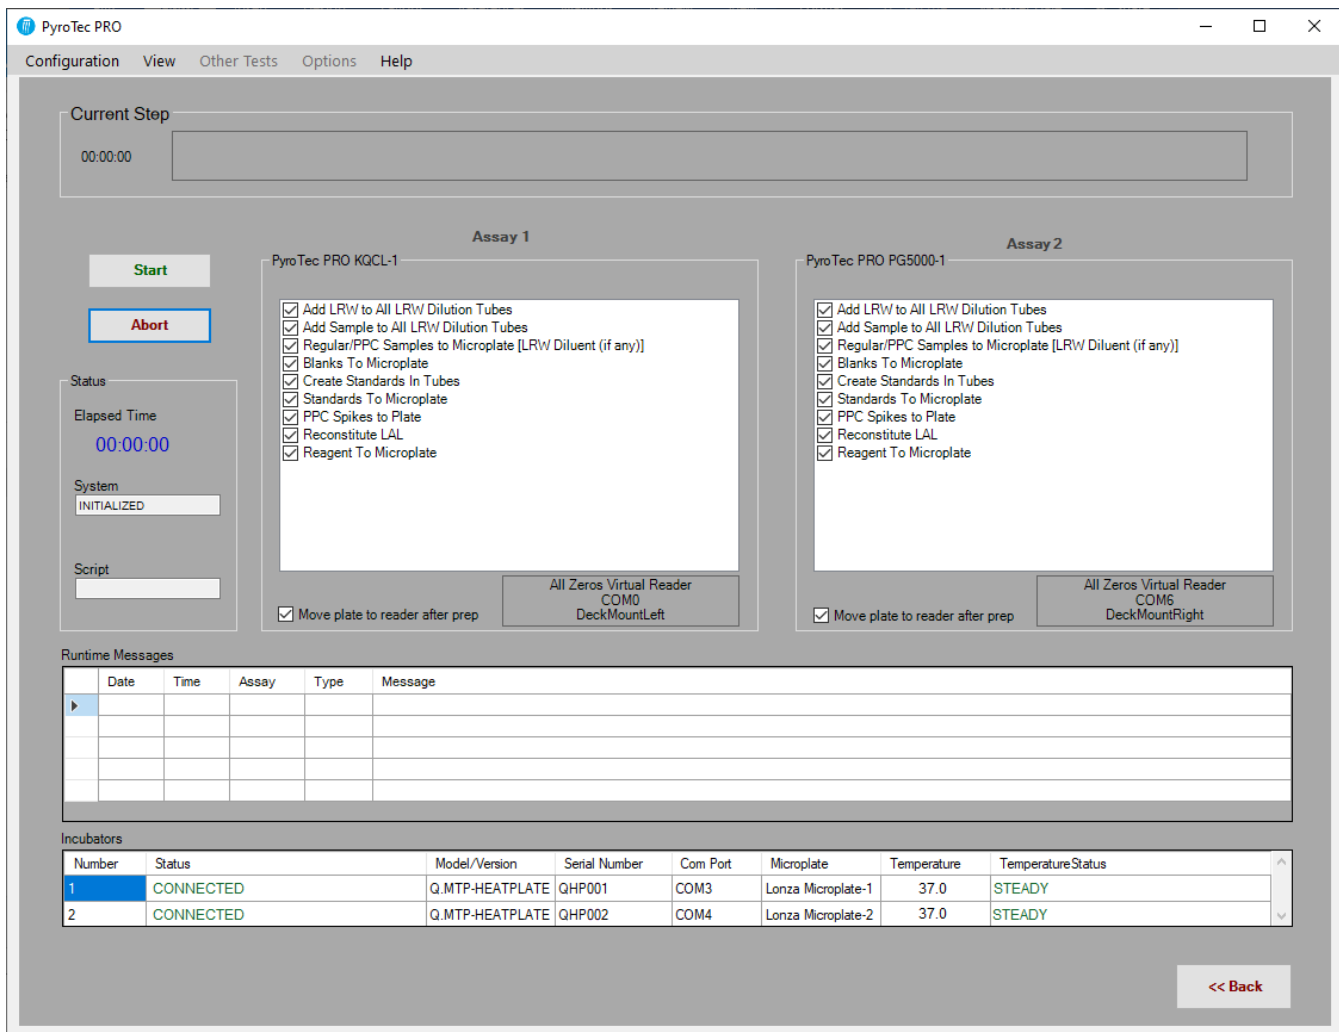 PyroTec PRO
Configuration View Other Tests Options Help
Current Step
00:00:00
Assay 1
Assay 2
Start
Abort
PyroTec PRO KQCL-1
Add LRW to All LRW Dilution Tubes
Add Sample to All LRW Dilution Tubes
Regular/PPC Samples to Microplate [LRW Diluent (if any)]
Blanks To Microplate
Create Standards In Tubes
Standards To Microplate
PPC Spikes to Plate
Reconstitute LAL
Reagent To Microplate
Move plate to reader after prep
All Zeros Virtual Reader
COM0
DeckMountLeft
PyroTec PRO PG5000-1
Add LRW to All LRW Dilution Tubes
Add Sample to All LRW Dilution Tubes
Regular/PPC Samples to Microplate [LRW Diluent (if any)]
Blanks To Microplate
Create Standards In Tubes
Standards To Microplate
PPC Spikes to Plate
Reconstitute LAL
Reagent To Microplate
Move plate to reader after prep
All Zeros Virtual Reader
COM6
DeckMountRight
Status
Elapsed Time
00:00:00
System
INITIALIZED
Script
Runtime Messages
Date Time Assay Type Message
Incubators
Number Status Model/Version Serial Number Com Port Microplate Temperature TemperatureStatus
1 CONNECTED Q.MTP-HEATPLATE QHP001 COM3 Lonza Microplate-1 37.0 STEADY
2 CONNECTED Q.MTP-HEATPLATE QHP002 COM4 Lonza Microplate-2 37.0 STEADY
<< Back